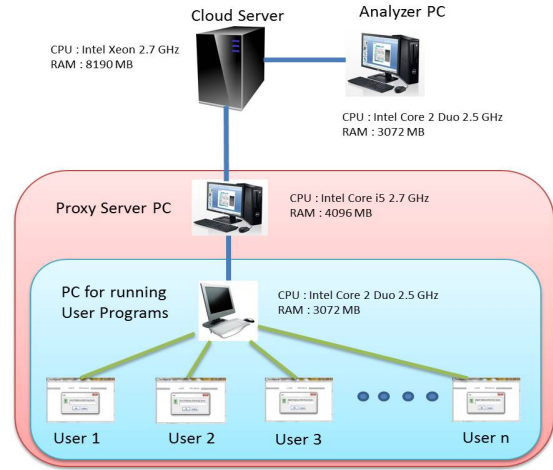 Cloud Server
Analyzer PC
CPU : Intel Xeon 2.7 GHz
RAM : 8190 MB
CPU : Intel Core 2 Duo 2.5 GHz
RAM : 3072 MB
Proxy Server PC
CPU : Intel Core i5 2.7 GHz
RAM : 4096 MB
PC for running
User Programs
CPU : Intel Core 2 Duo 2.5 GHz
RAM : 3072 MB
User 1
User 2
User 3
User n